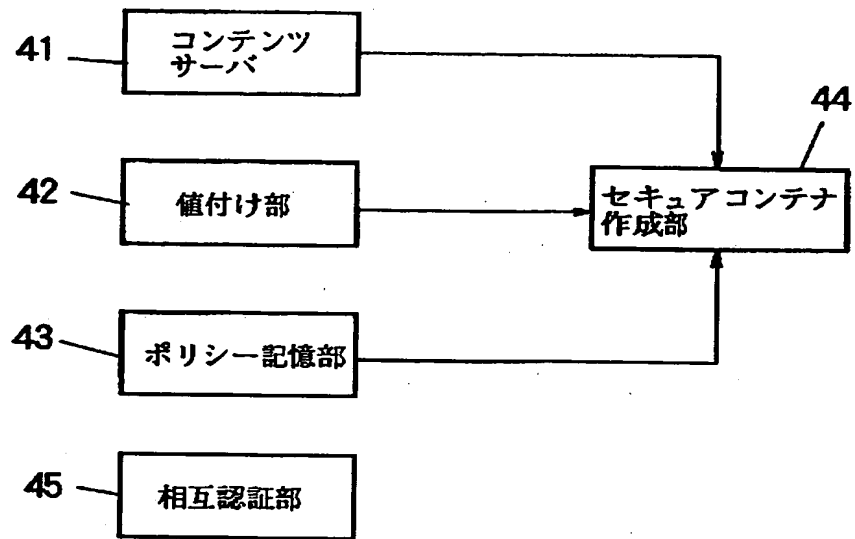 41
コンテンツ
サーバ
44
42
値付け部
セキュアコンテナ
作成部
43
ポリシー記憶部
45
相互認証部